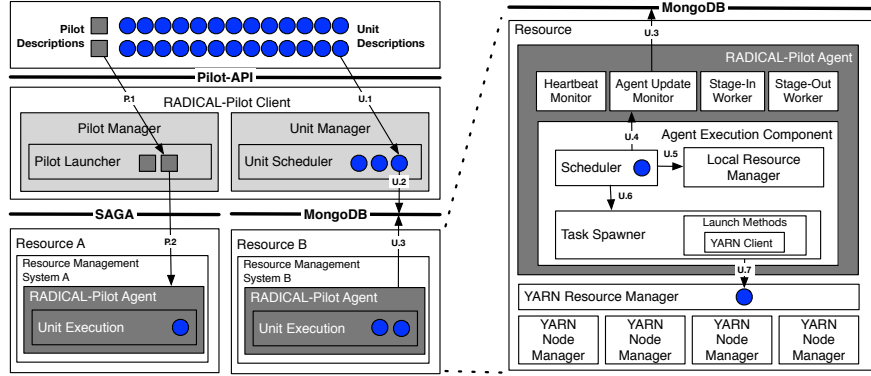 Pilot
Descriptions
Unit
Descriptions
Pilot-API
P.1
U.1
RADICAL-Pilot Client
Pilot Manager
Pilot Launcher
Unit Manager
Unit Scheduler
U.2
SAGA
MongoDB
P.2
U.3
Resource A
Resource Management
System A
RADICAL-Pilot Agent
Unit Execution
Resource B
Resource Management
System B
RADICAL-Pilot Agent
Unit Execution
MongoDB
Resource
U.3
RADICAL-Pilot Agent
Heartbeat
Monitor
Agent Update
Monitor
Stage-In
Worker
Stage-Out
Worker
U.4
Agent Execution Component
Scheduler
U.5
Local Resource
Manager
U.6
Task Spawner
Launch Methods
YARN Client
U.7
YARN Resource Manager
YARN
Node
Manager
YARN
Node
Manager
YARN
Node
Manager
YARN
Node
Manager